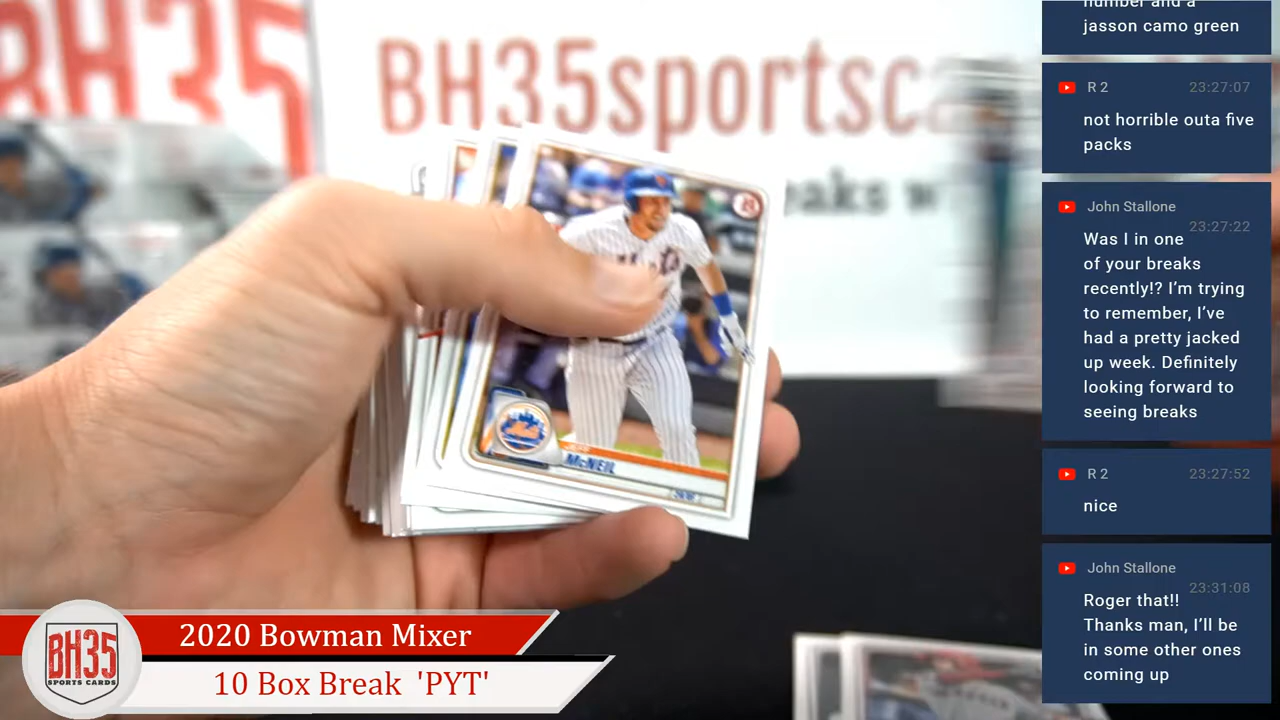 BH35
BH35sportsca
eaks w
McNEIL
2020 Bowman Mixer
10 Box Break 'PYT'
BH35
SPORTS CARDS
number and a
jasson camo green
R 2 23:27:07
not horrible outa five
packs
John Stallone
23:27:22
Was I in one
of your breaks
recently!? I'm trying
to remember, I've
had a pretty jacked
up week. Definitely
looking forward to
seeing breaks
R 2 23:27:52
nice
John Stallone
23:31:08
Roger that!!
Thanks man, I'll be
in some other ones
coming up